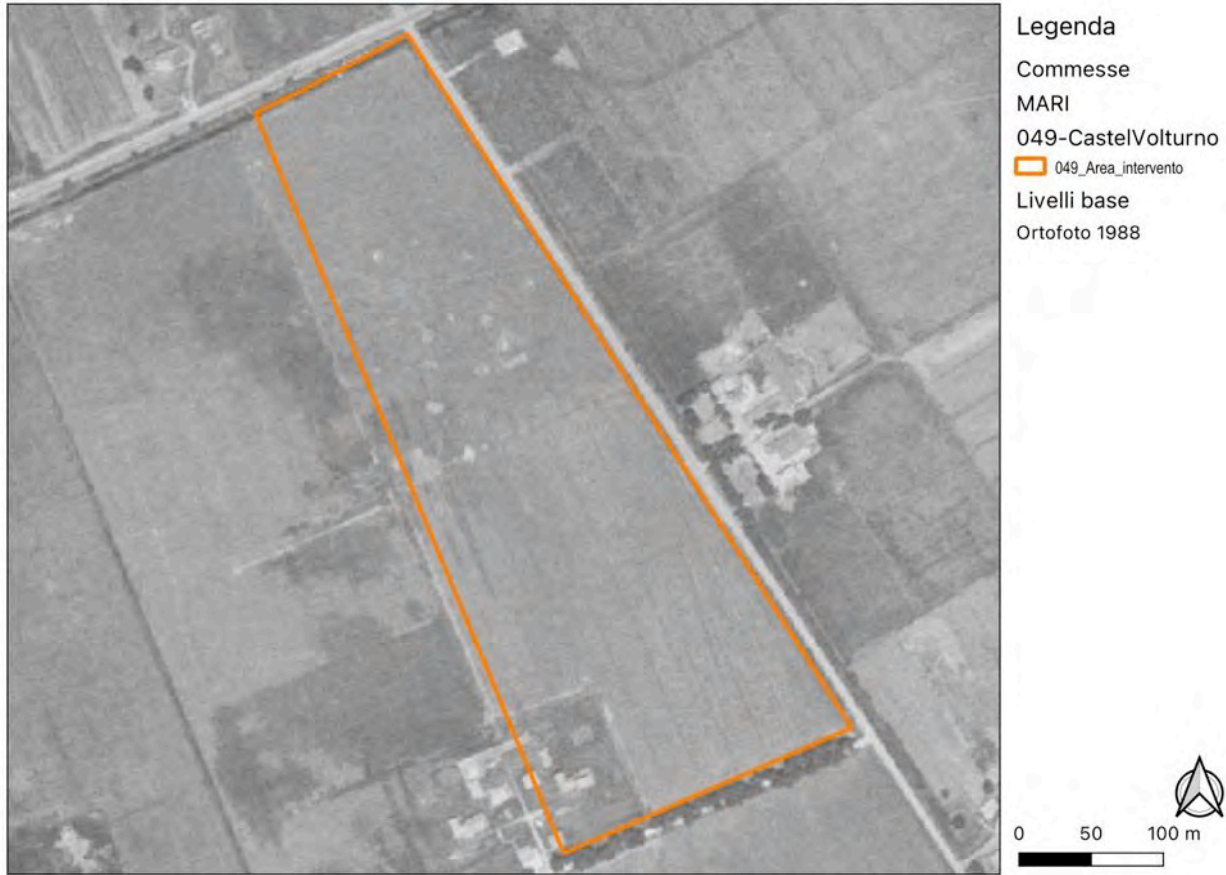 Legenda
Commesse
MARI
049-CastelVolturno
049_Area_intervento
Livelli base
Ortofoto 1988
0 50 100 m